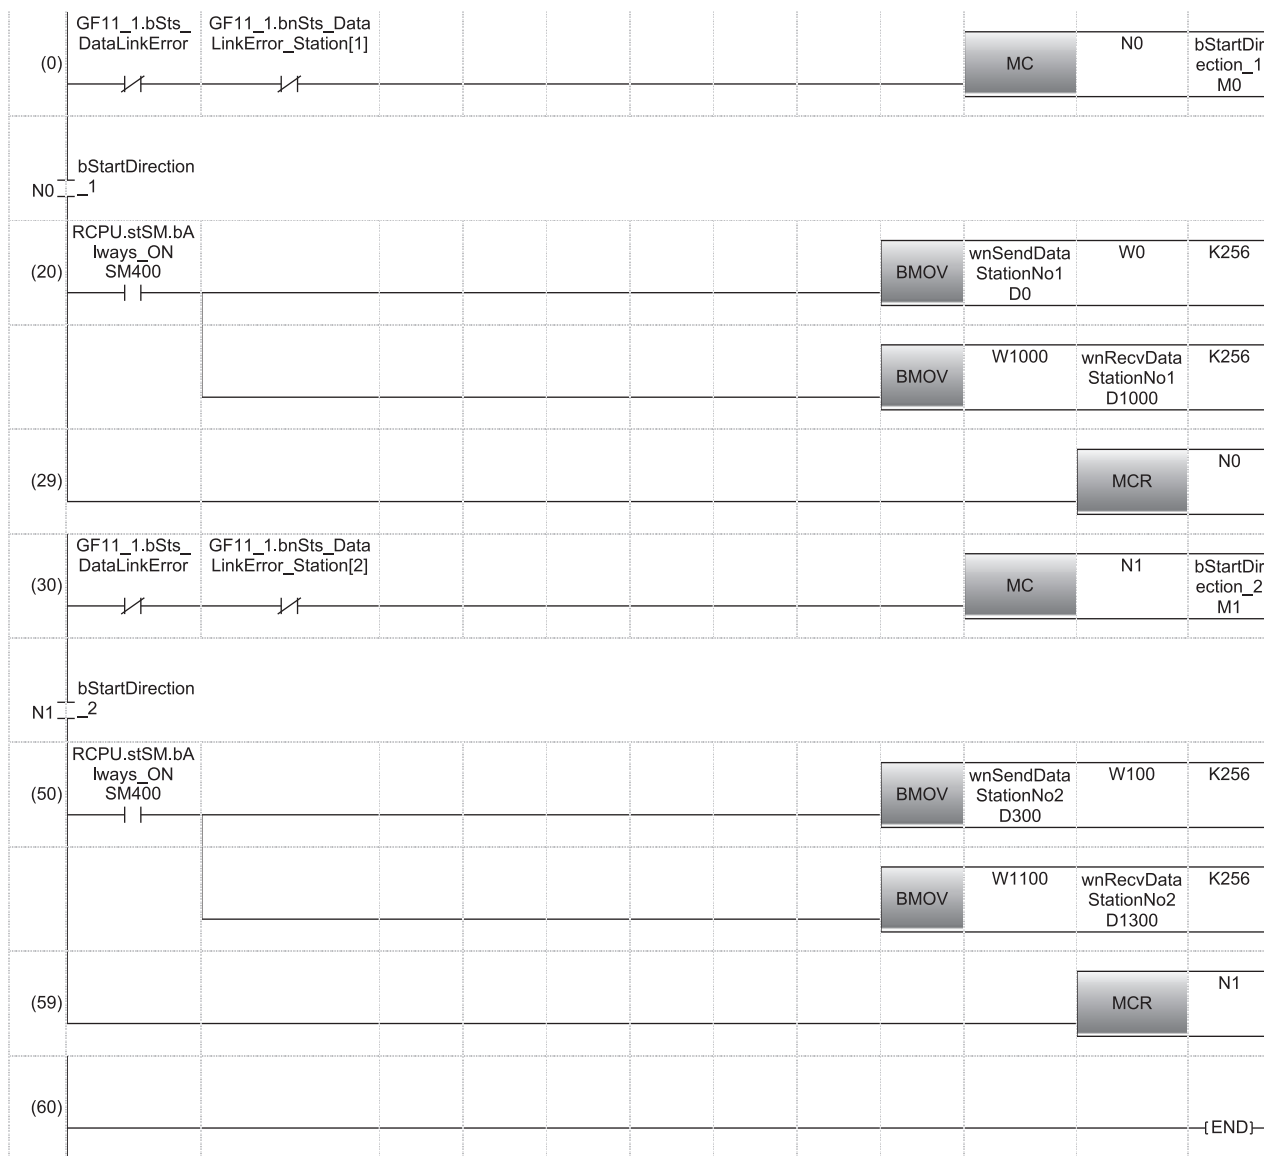 GF11_1.bSts_
DataLinkError
GF11_1.bnSts_Data
LinkError_Station[1]
(0)
MC
N0
bStartDir
ection_1
M0
bStartDirection
N0
_1
RCPU.stSM.bA
lways_ON
SM400
(20)
BMOV
wnSendData
StationNo1
D0
W0
K256
BMOV
W1000
wnRecvData
StationNo1
D1000
K256
(29)
MCR
N0
GF11_1.bSts_
DataLinkError
GF11_1.bnSts_Data
LinkError_Station[2]
(30)
MC
N1
bStartDir
ection_2
M1
bStartDirection
N1
_2
RCPU.stSM.bA
lways_ON
SM400
(50)
BMOV
wnSendData
StationNo2
D300
W100
K256
BMOV
W1100
wnRecvData
StationNo2
D1300
K256
(59)
MCR
N1
(60)
END